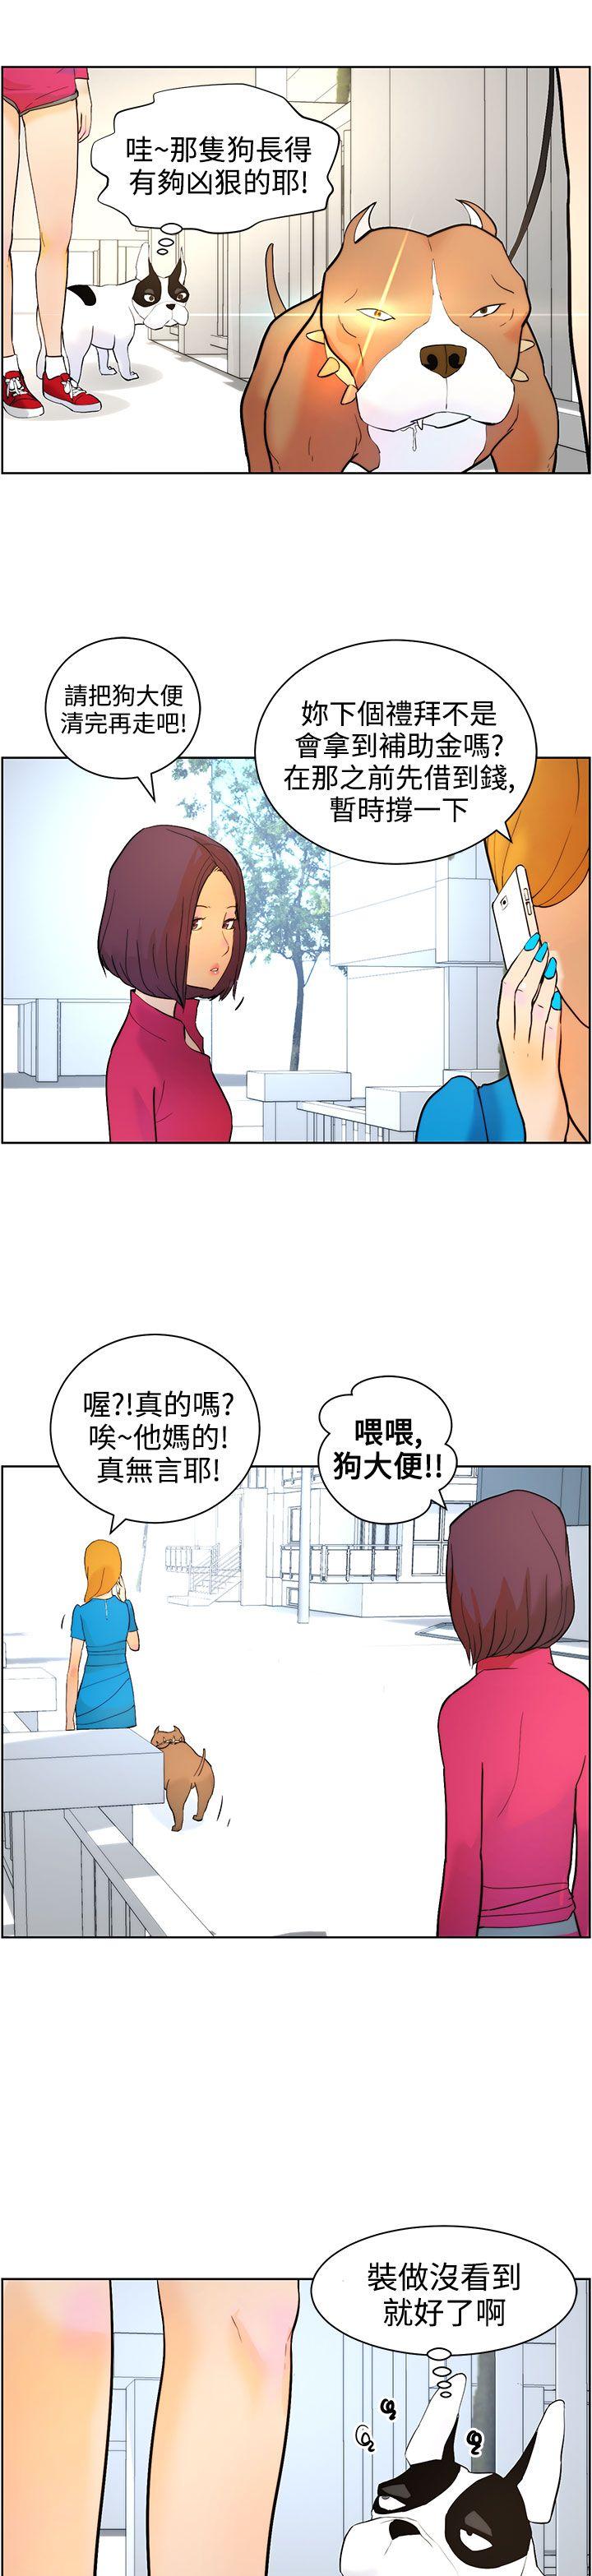 哇~那隻狗長得
有夠凶狠的耶!
請把狗大便
清完再走吧!
妳下個禮拜不是
會拿到補助金嗎?
在那之前先借到錢,
暫時撐一下
喔?!真的嗎?
唉~他媽的!
真無言耶!
喂喂,
狗大便!!
裝做沒看到
就好了啊